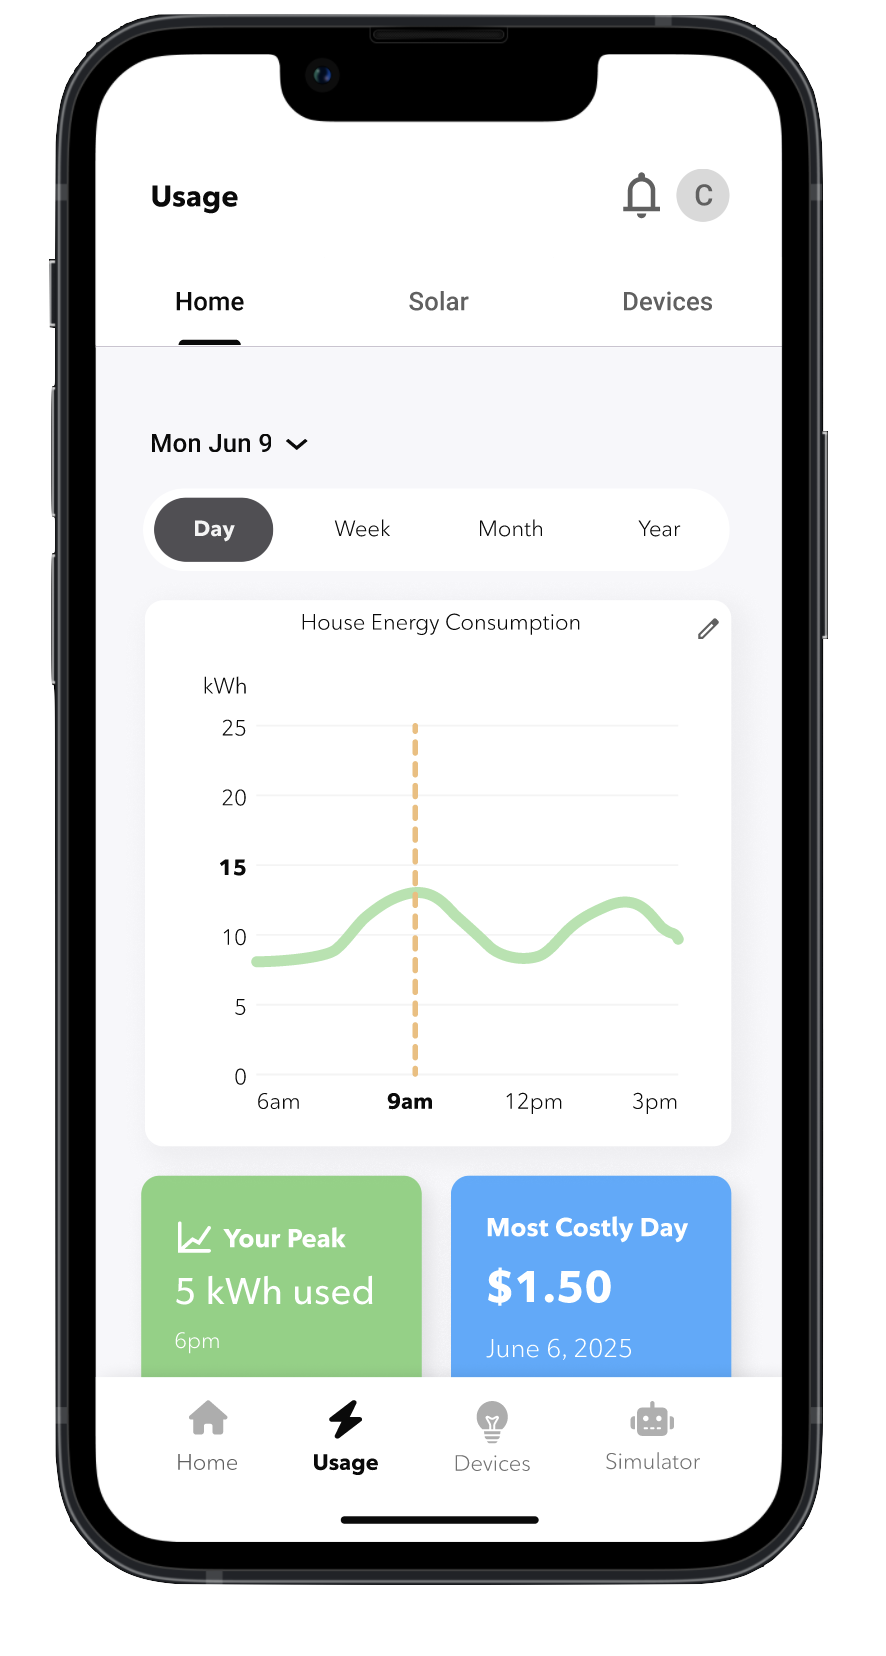 Usage
C
Home Solar Devices
Mon Jun 9
Day Week Month Year
House Energy Consumption
kWh
25
20
15
10
5
0
6am 9am 12pm 3pm
Your Peak
5 kWh used
6pm
Most Costly Day
$1.50
June 6, 2025
Home Usage Devices Simulator